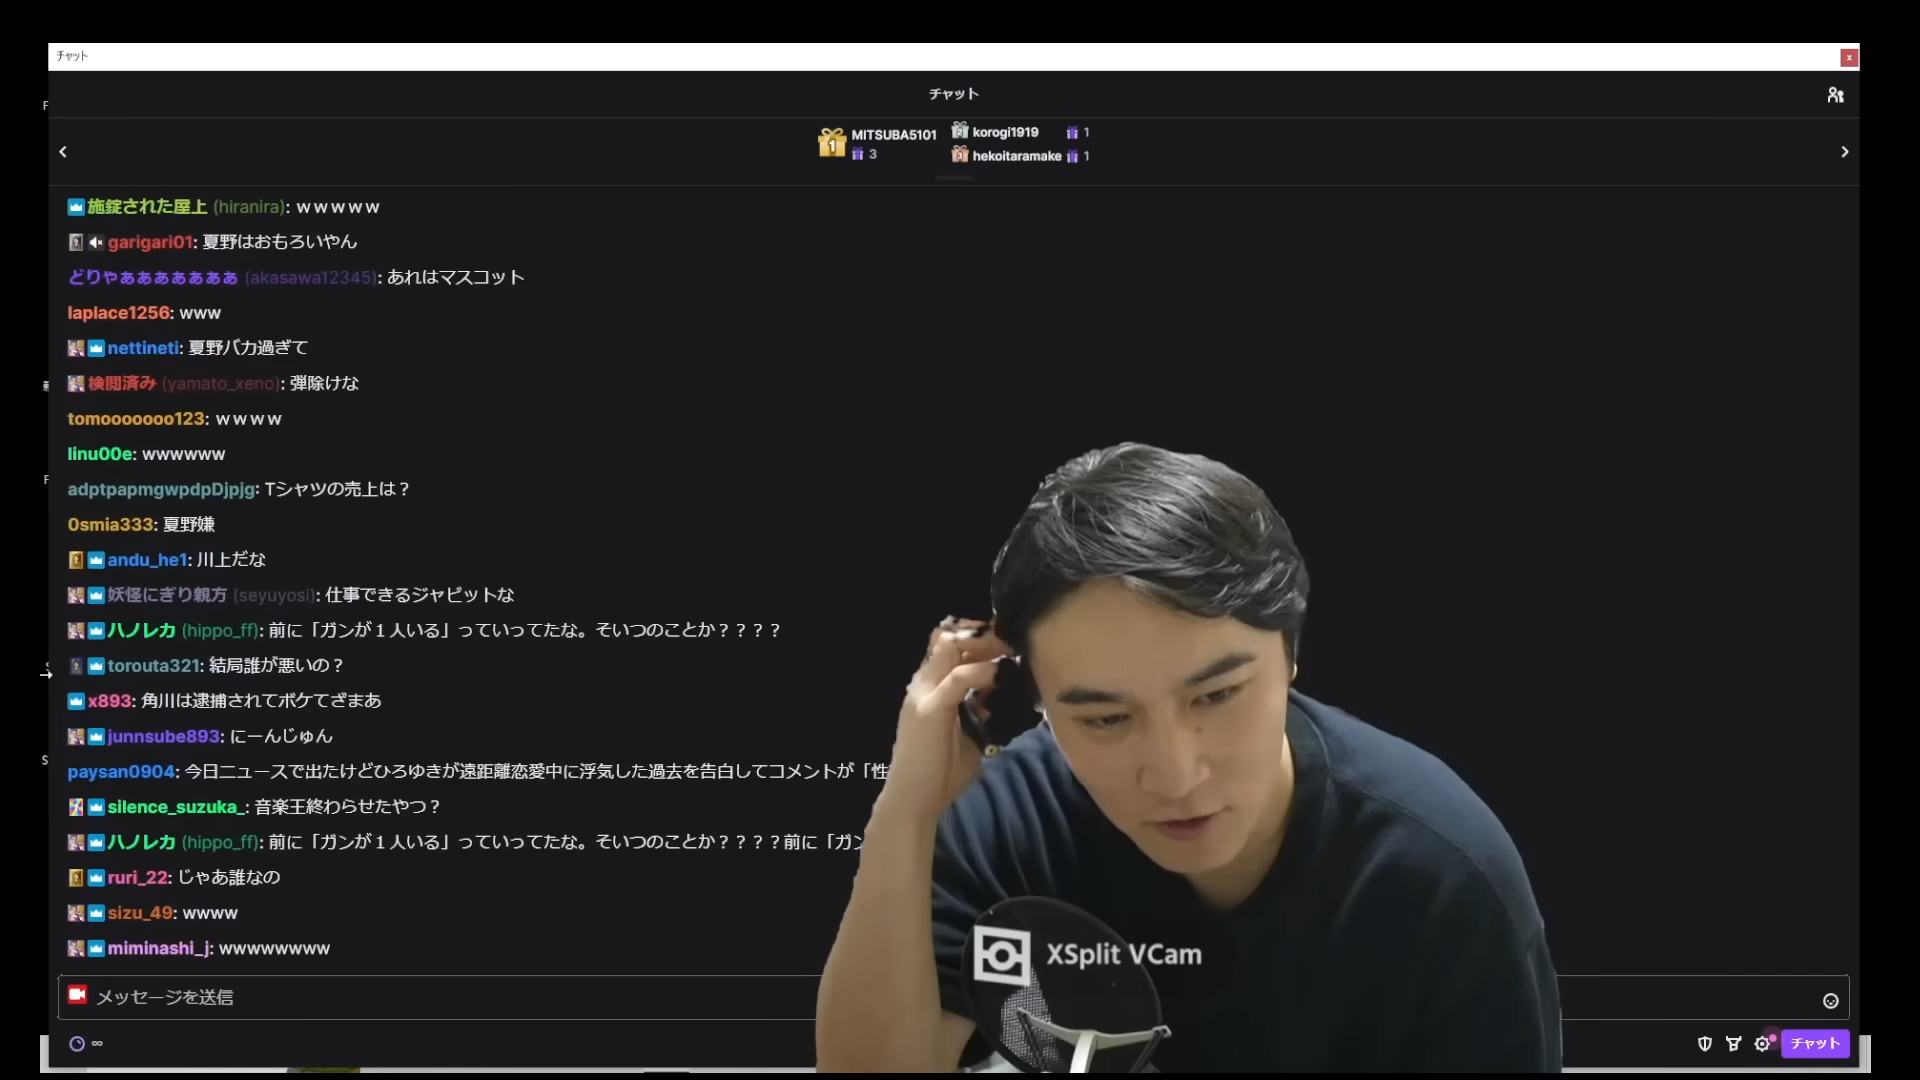 チャット
チャット
MITSUBA5101
3
korogi1919 1
hekoitaramake 1
施錠された屋上 (hiranira): ｗｗｗｗｗ
garigari01: 夏野はおもろいやん
どりゃぁぁぁぁぁぁぁ (akasawa12345): あれはマスコット
laplace1256: www
nettineti: 夏野バカ過ぎて
検閲済み (yamato_xeno): 弾除けな
tomooooooo123: ｗｗｗｗ
linu00e: wwwwww
adptpapmgwpdpDjpjg: Tシャツの売上は？
0smia333: 夏野嫌
andu_he1: 川上だな
妖怪にぎり親方 (seyuyosi): 仕事できるジャビットな
ハノレカ (hippo_ff): 前に「ガンが１人いる」っていってたな。そいつのことか？？？？
torouta321: 結局誰が悪いの？
x893: 角川は逮捕されてボケてざまあ
junnsube893: にーんじゅん
paysan0904: 今日ニュースで出たけどひろゆきが遠距離恋愛中に浮気した過去を告白してコメントが「性
silence_suzuka_: 音楽王終わらせたやつ？
ハノレカ (hippo_ff): 前に「ガンが１人いる」っていってたな。そいつのことか？？？？前に「ガン
ruri_22: じゃあ誰なの
sizu_49: wwww
miminashi_j: wwwwwwww
XSplit VCam
メッセージを送信
チャット